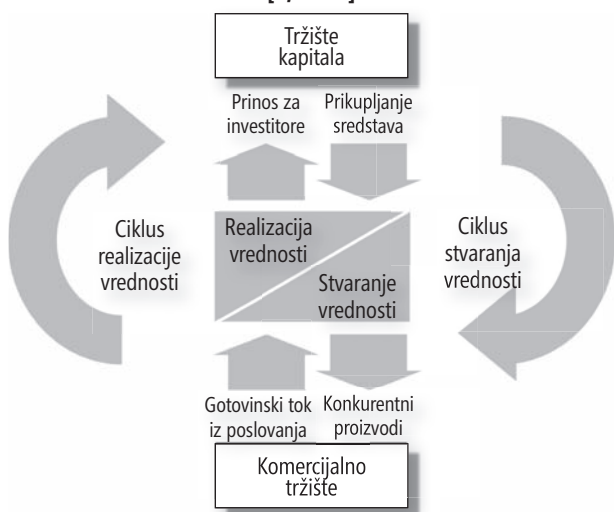 Tržište
kapitala
Prinos za
investitore
Prikupljanje
sredstava
Ciklus
realizacije
vrednosti
Realizacija
vrednosti
Stvaranje
vrednosti
Ciklus
stvaranja
vrednosti
Gotovinski tok
iz poslovanja
Konkurentni
proizvodi
Komercijalno
tržište